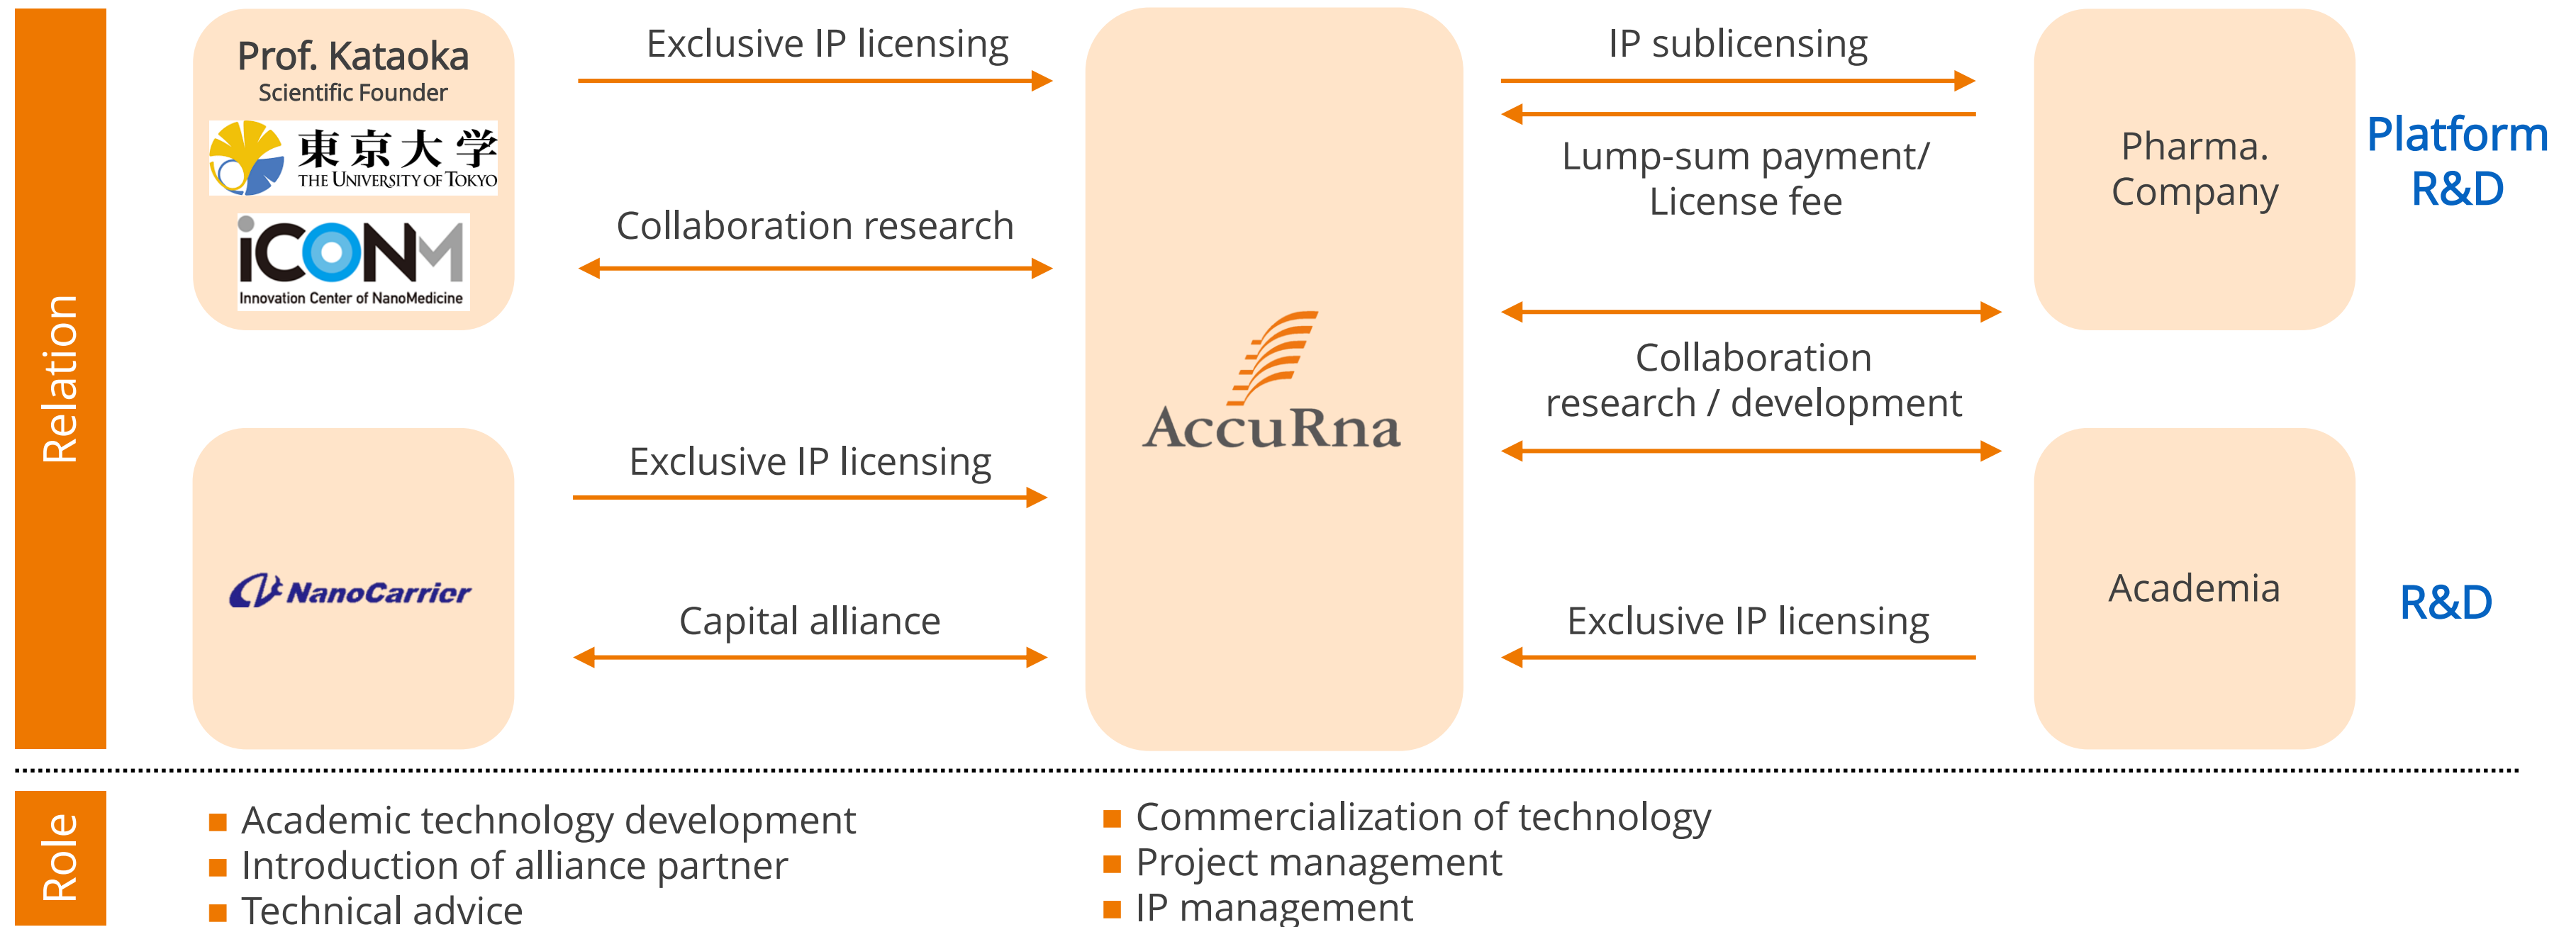 Relation
Prof. Kataoka
Scientific Founder
東京大学
THE UNIVERSITY OF TOKYO
iCONM
Innovation Center of NanoMedicine
NanoCarrier
Exclusive IP licensing
Collaboration research
Exclusive IP licensing
Capital alliance
AccuRna
IP sublicensing
Lump-sum payment/
License fee
Collaboration
research / development
Exclusive IP licensing
Pharma.
Company
Academia
Platform
R&D
R&D
Role
■ Academic technology development
■ Introduction of alliance partner
■ Technical advice
■ Commercialization of technology
■ Project management
■ IP management